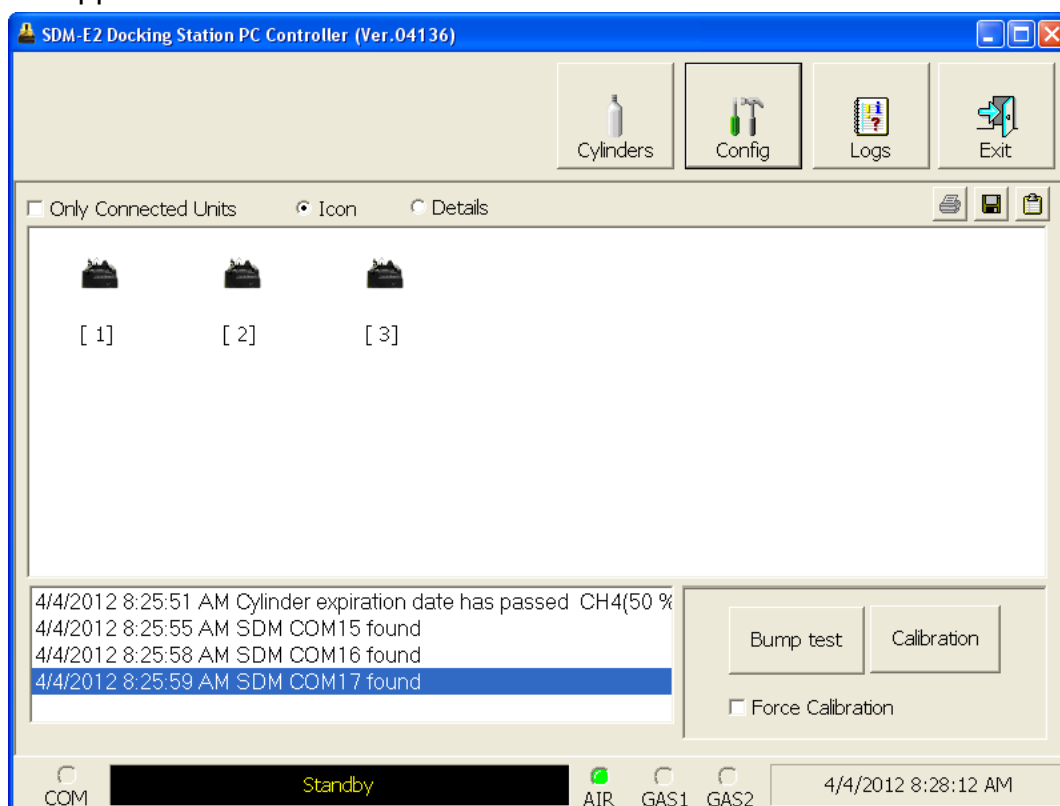 SDM-E2 Docking Station PC Controller (Ver.04136)
Cylinders Config Logs Exit
Only Connected Units Icon Details
[ 1] [ 2] [ 3]
4/4/2012 8:25:51 AM Cylinder expiration date has passed CH4(50 %
4/4/2012 8:25:55 AM SDM COM15 found
4/4/2012 8:25:58 AM SDM COM16 found
4/4/2012 8:25:59 AM SDM COM17 found
Bump test Calibration
Force Calibration
COM Standby AIR GAS1 GAS2 4/4/2012 8:28:12 AM